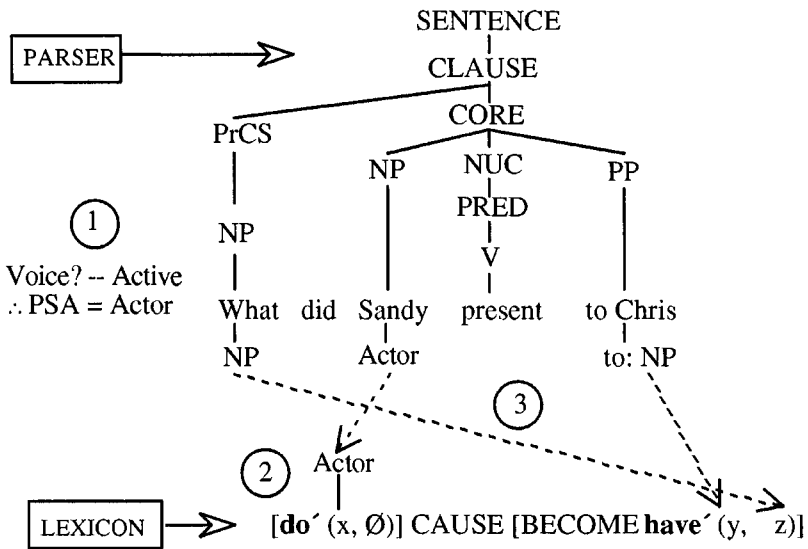 SENTENCE
PARSER
CLAUSE
CORE
PrCS
NP NUC PP
PRED
1
NP
V
Voice? -- Active
∴ PSA = Actor
What did Sandy present to Chris
NP Actor to: NP
3
2
Actor
LEXICON
[do´ (x, Ø)] CAUSE [BECOME have´ (y, z)]